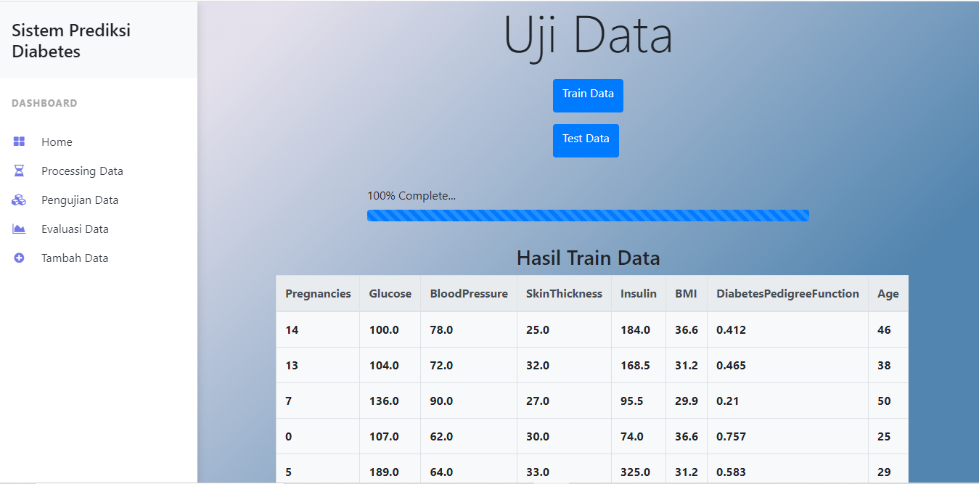 Sistem Prediksi
Diabetes
DASHBOARD
Home
Processing Data
Pengujian Data
Evaluasi Data
Tambah Data
Uji Data
Train Data
Test Data
100% Complete...
Hasil Train Data
Pregnancies Glucose BloodPressure SkinThickness Insulin BMI DiabetesPedigreeFunction Age
14 100.0 78.0 25.0 184.0 36.6 0.412 46
13 104.0 72.0 32.0 168.5 31.2 0.465 38
7 136.0 90.0 27.0 95.5 29.9 0.21 50
0 107.0 62.0 30.0 74.0 36.6 0.757 25
5 189.0 64.0 33.0 325.0 31.2 0.583 29